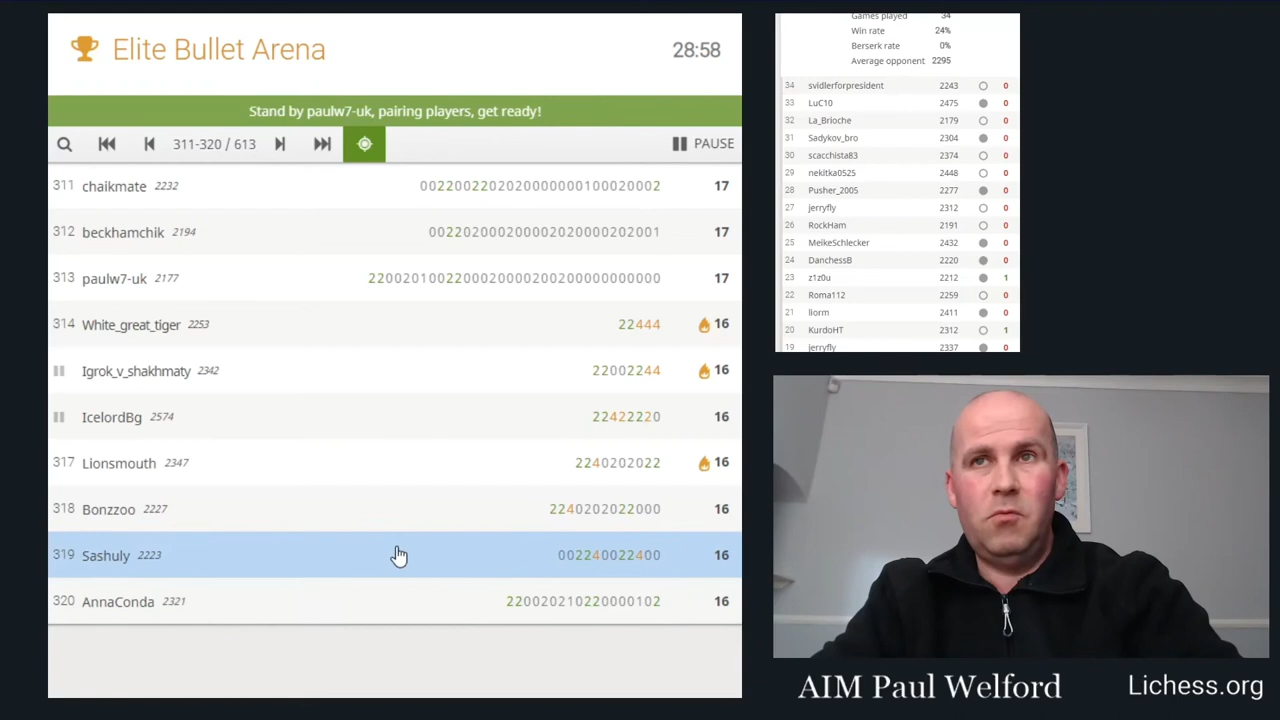 Elite Bullet Arena
28:58
Stand by paulw7-uk, pairing players, get ready!
311-320 / 613
PAUSE
311 chaikmate 2232 0022002202020000000100020002 17
312 beckhamchik 2194 002202000200002020000202001 17
313 paulw7-uk 2177 2200201002200020000200200000000000 17
314 White_great_tiger 2253 22444 16
Igrok_v_shakhmaty 2342 22002244 16
IcelordBg 2574 22422220 16
317 Lionsmouth 2347 2240202022 16
318 Bonzzoo 2227 2240202022000 16
319 Sashuly 2223 002240022400 16
320 AnnaConda 2321 220020210220000102 16
Games played 34
Win rate 24%
Berserk rate 0%
Average opponent 2295
34 svidlerforpresident 2243 0
33 LuC10 2475 0
32 La_Brioche 2179 0
31 Sadykov_bro 2304 0
30 scacchista83 2374 0
29 nekitka0525 2448 0
28 Pusher_2005 2277 0
27 jerryfly 2312 0
26 RockHam 2191 0
25 MeikeSchlecker 2432 0
24 DanchessB 2220 0
23 z1z0u 2212 1
22 Roma112 2259 0
21 liorm 2411 0
20 KurdoHT 2312 1
19 jerryfly 2337 0
AIM Paul Welford
Lichess.org